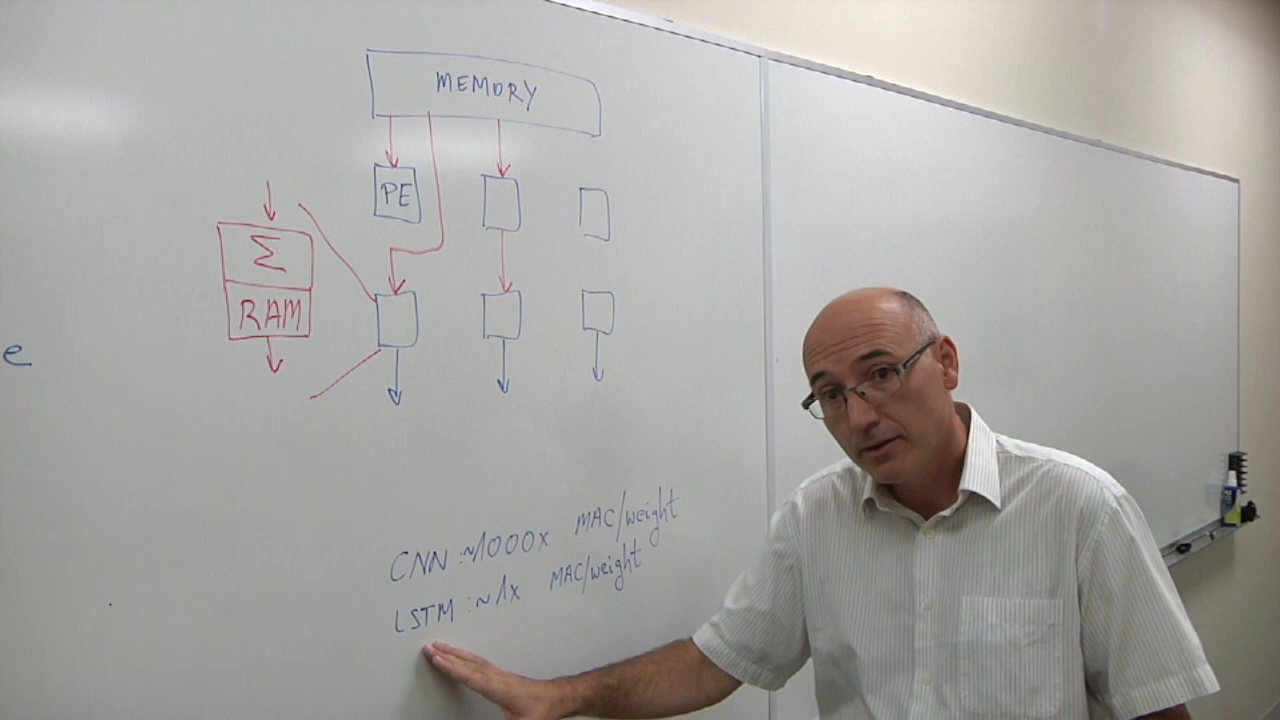 MEMORY
PE
Σ
RAM
e
CNN :~1000x MAC/weight
LSTM :~1x MAC/weight